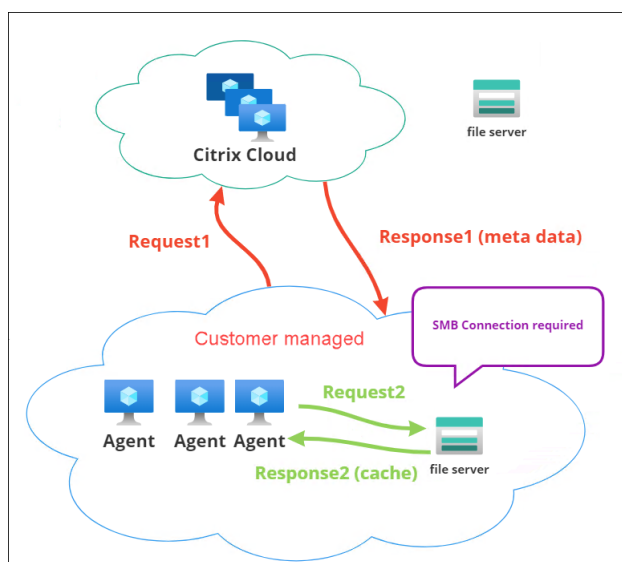 Citrix Cloud
file server
Request1
Response1 (meta data)
SMB Connection required
Customer managed
Request2
Agent
Agent
Agent
file server
Response2 (cache)